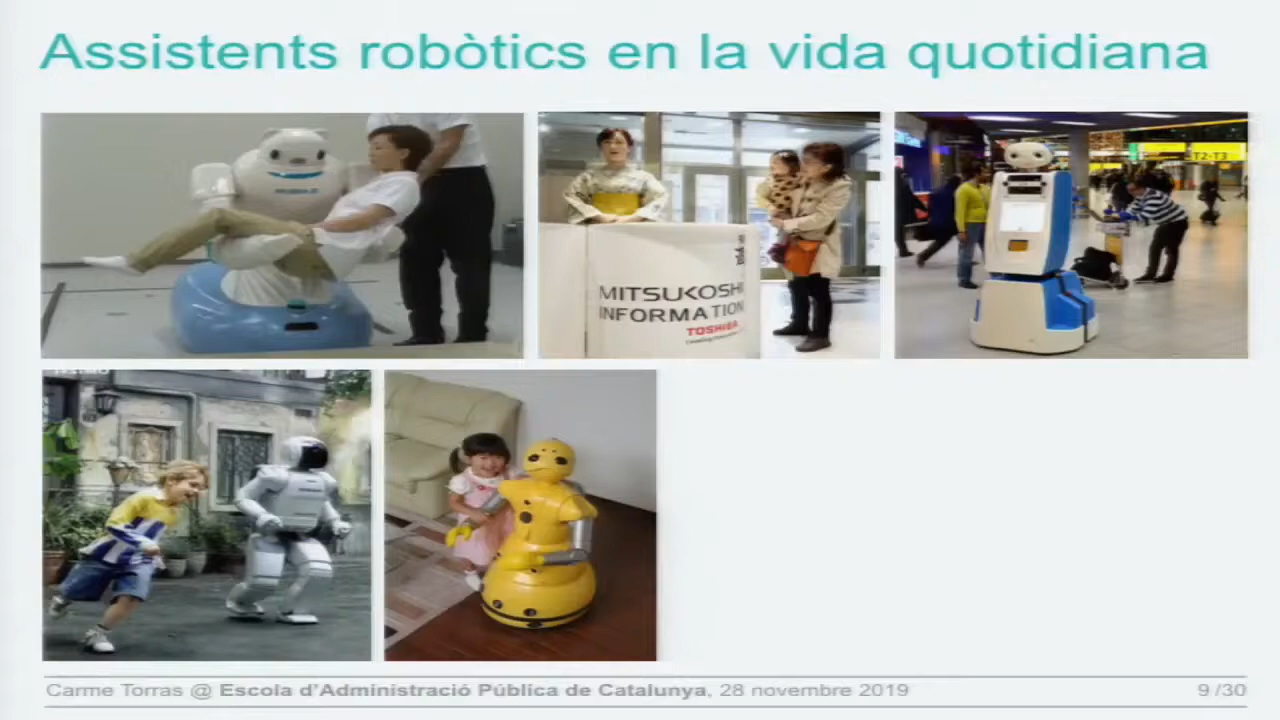 Assistents robòtics en la vida quotidiana
T2-T3
MITSUKOSHI
INFORMATION
TOSHIBA
Carme Torras @ Escola d'Administració Pública de Catalunya, 28 novembre 2019
9 /30